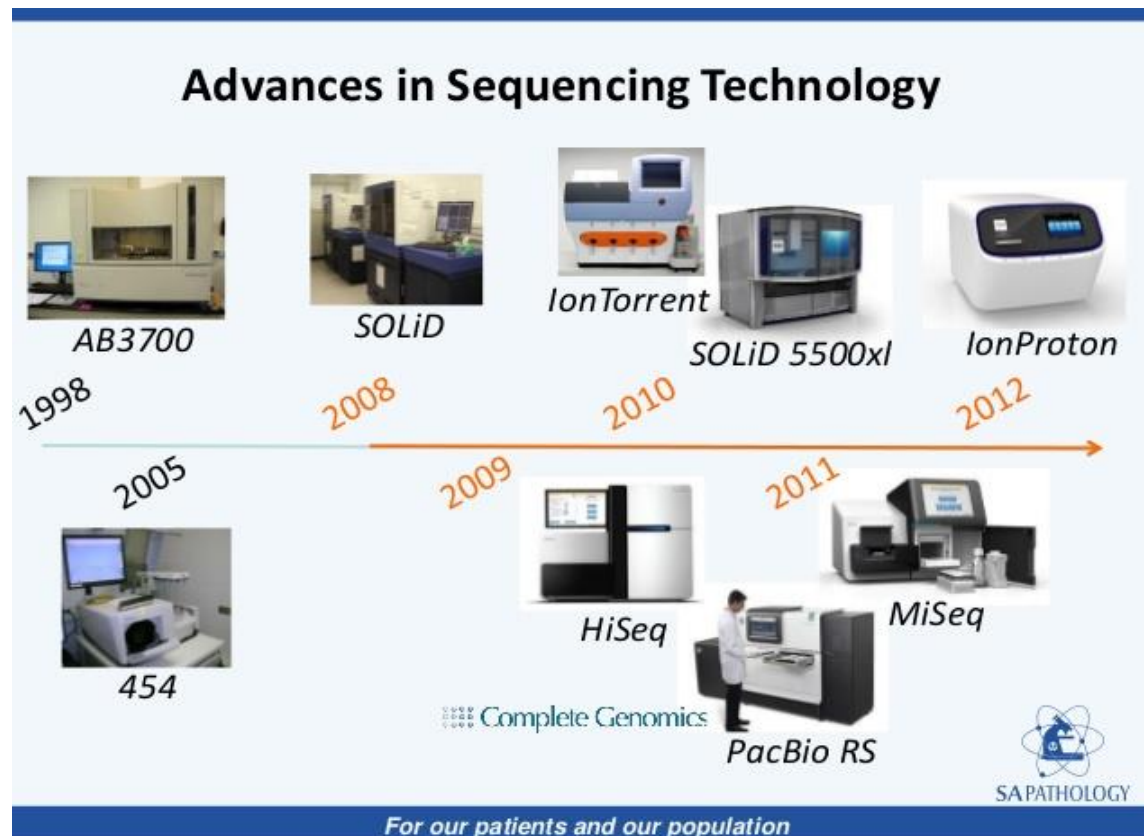 Advances in Sequencing Technology
AB3700
SOLiD
IonTorrent
SOLiD 5500xl
IonProton
1998
2008
2010
2012
2005
2009
2011
454
HiSeq
MiSeq
Complete Genomics
PacBio RS
SA PATHOLOGY
For our patients and our population